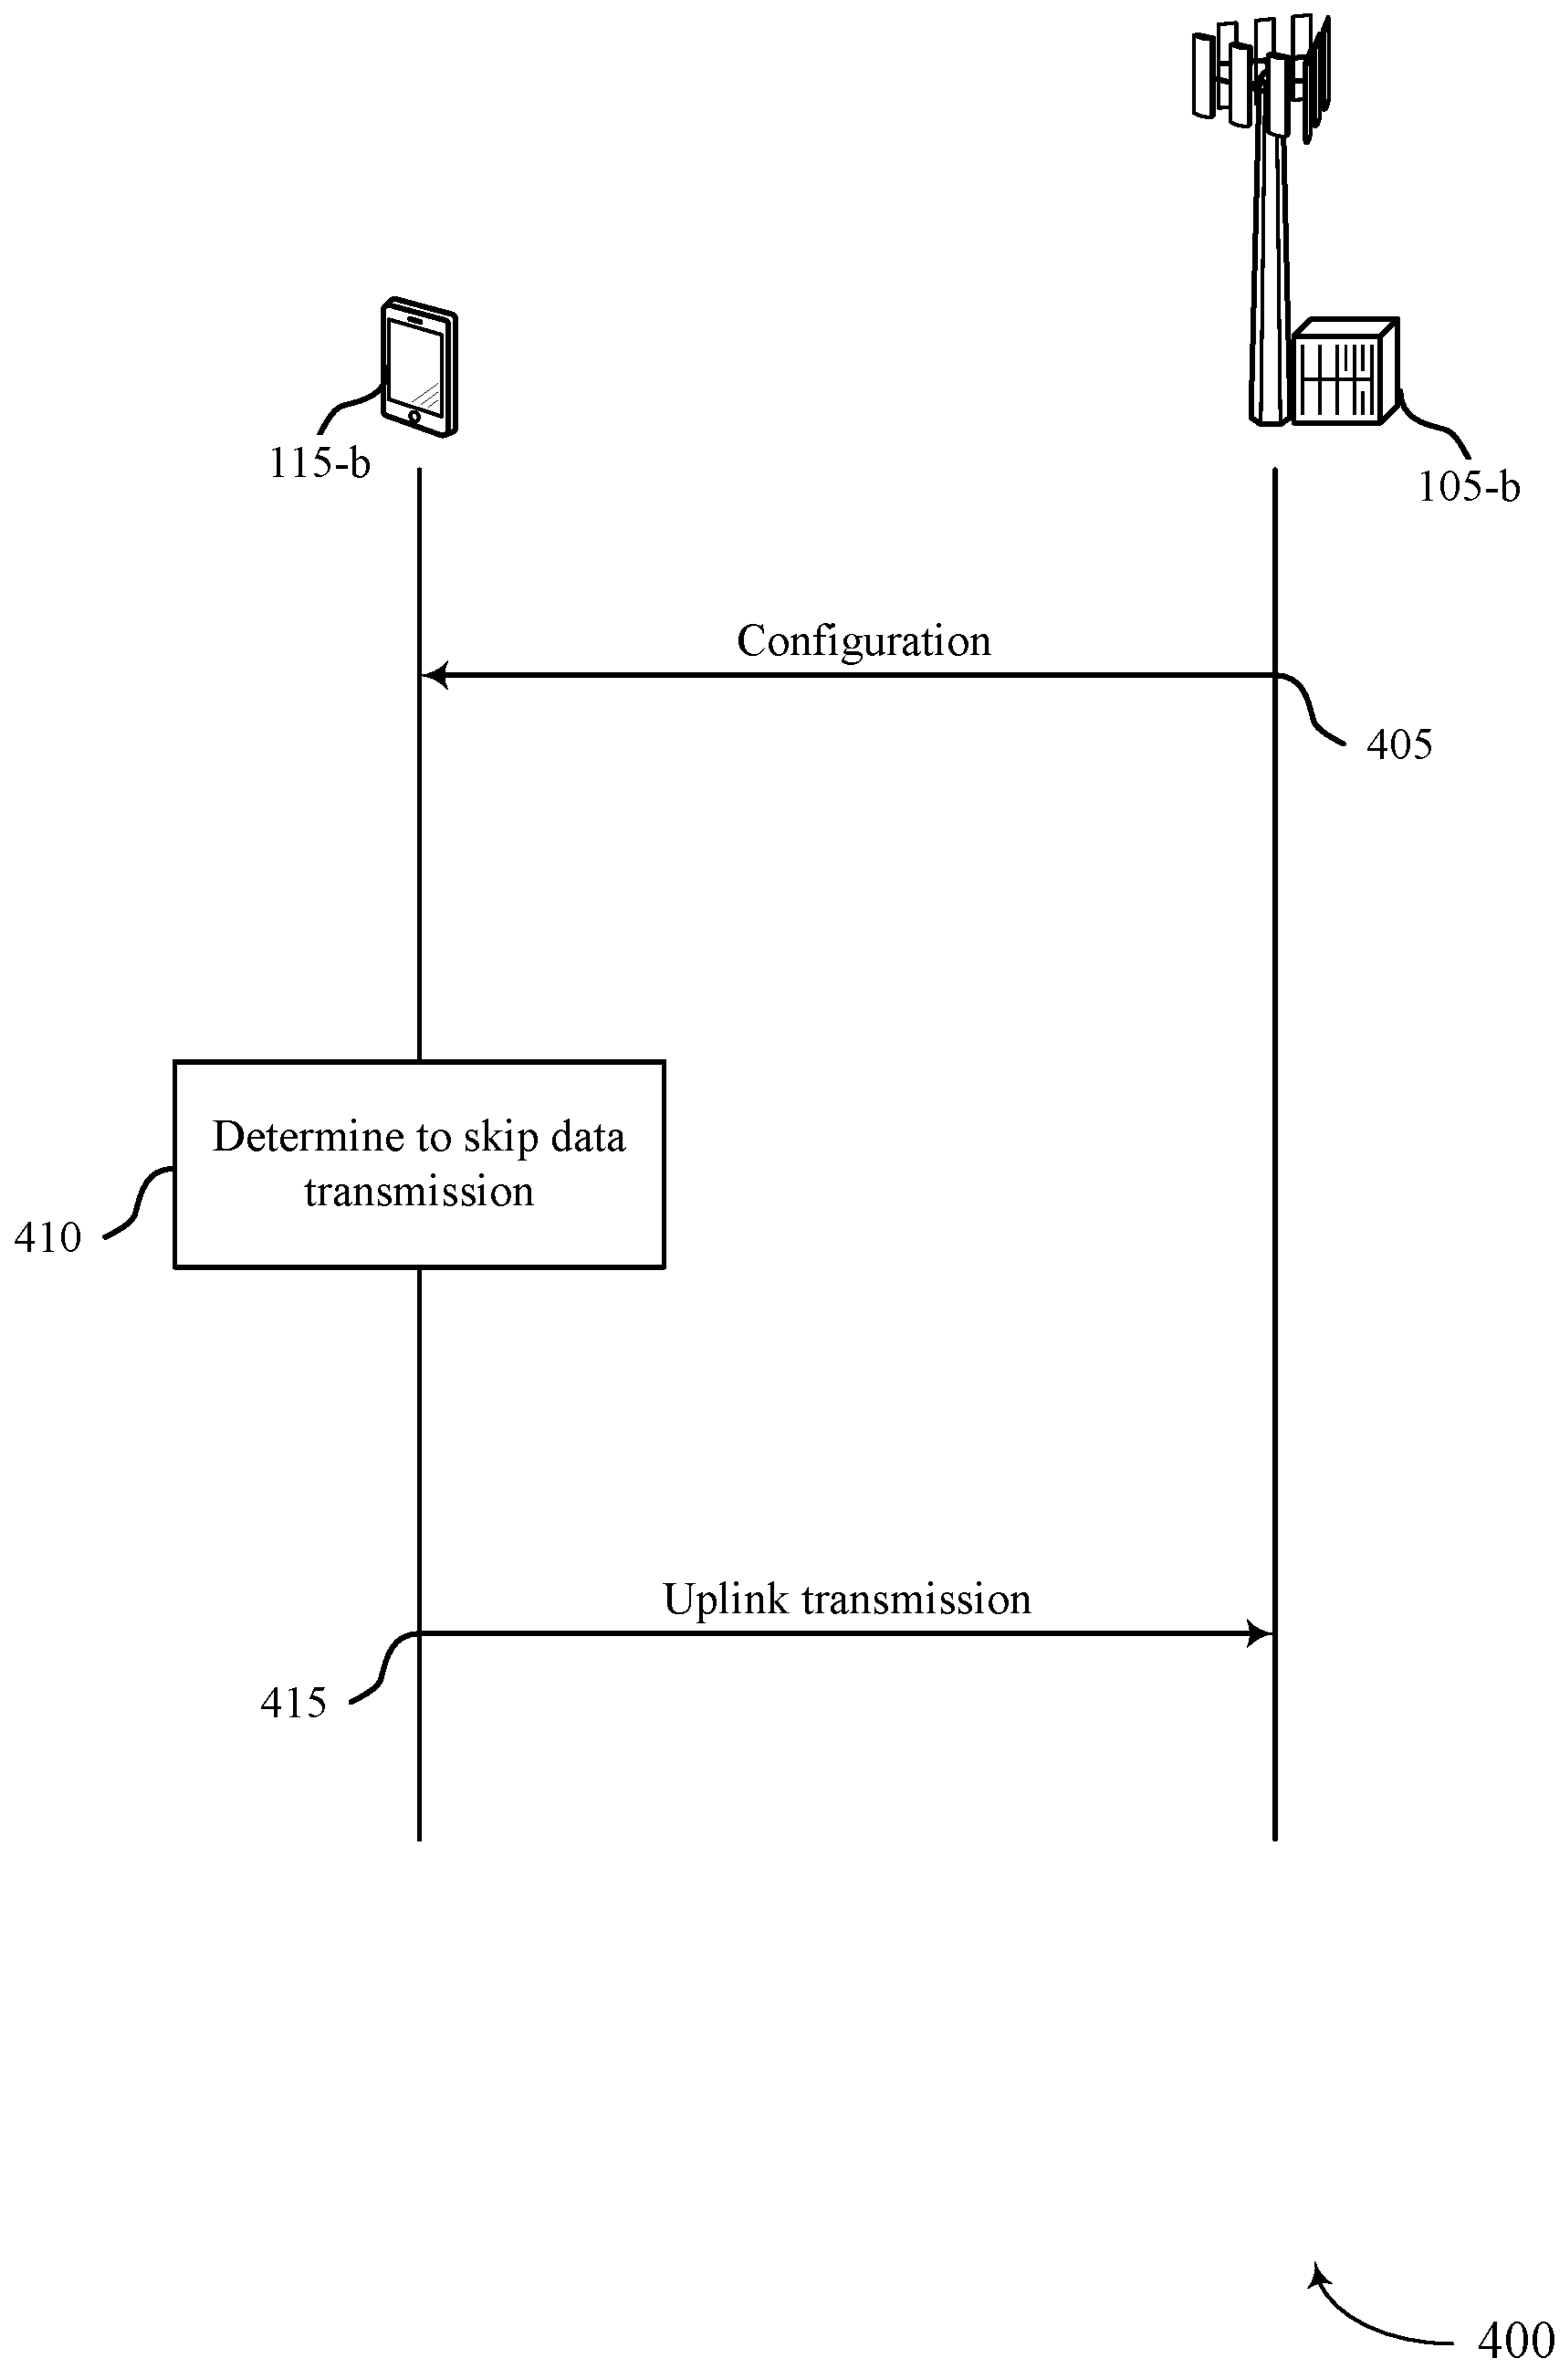 115-b
105-b
Configuration
405
Determine to skip data
transmission
410
Uplink transmission
415
400